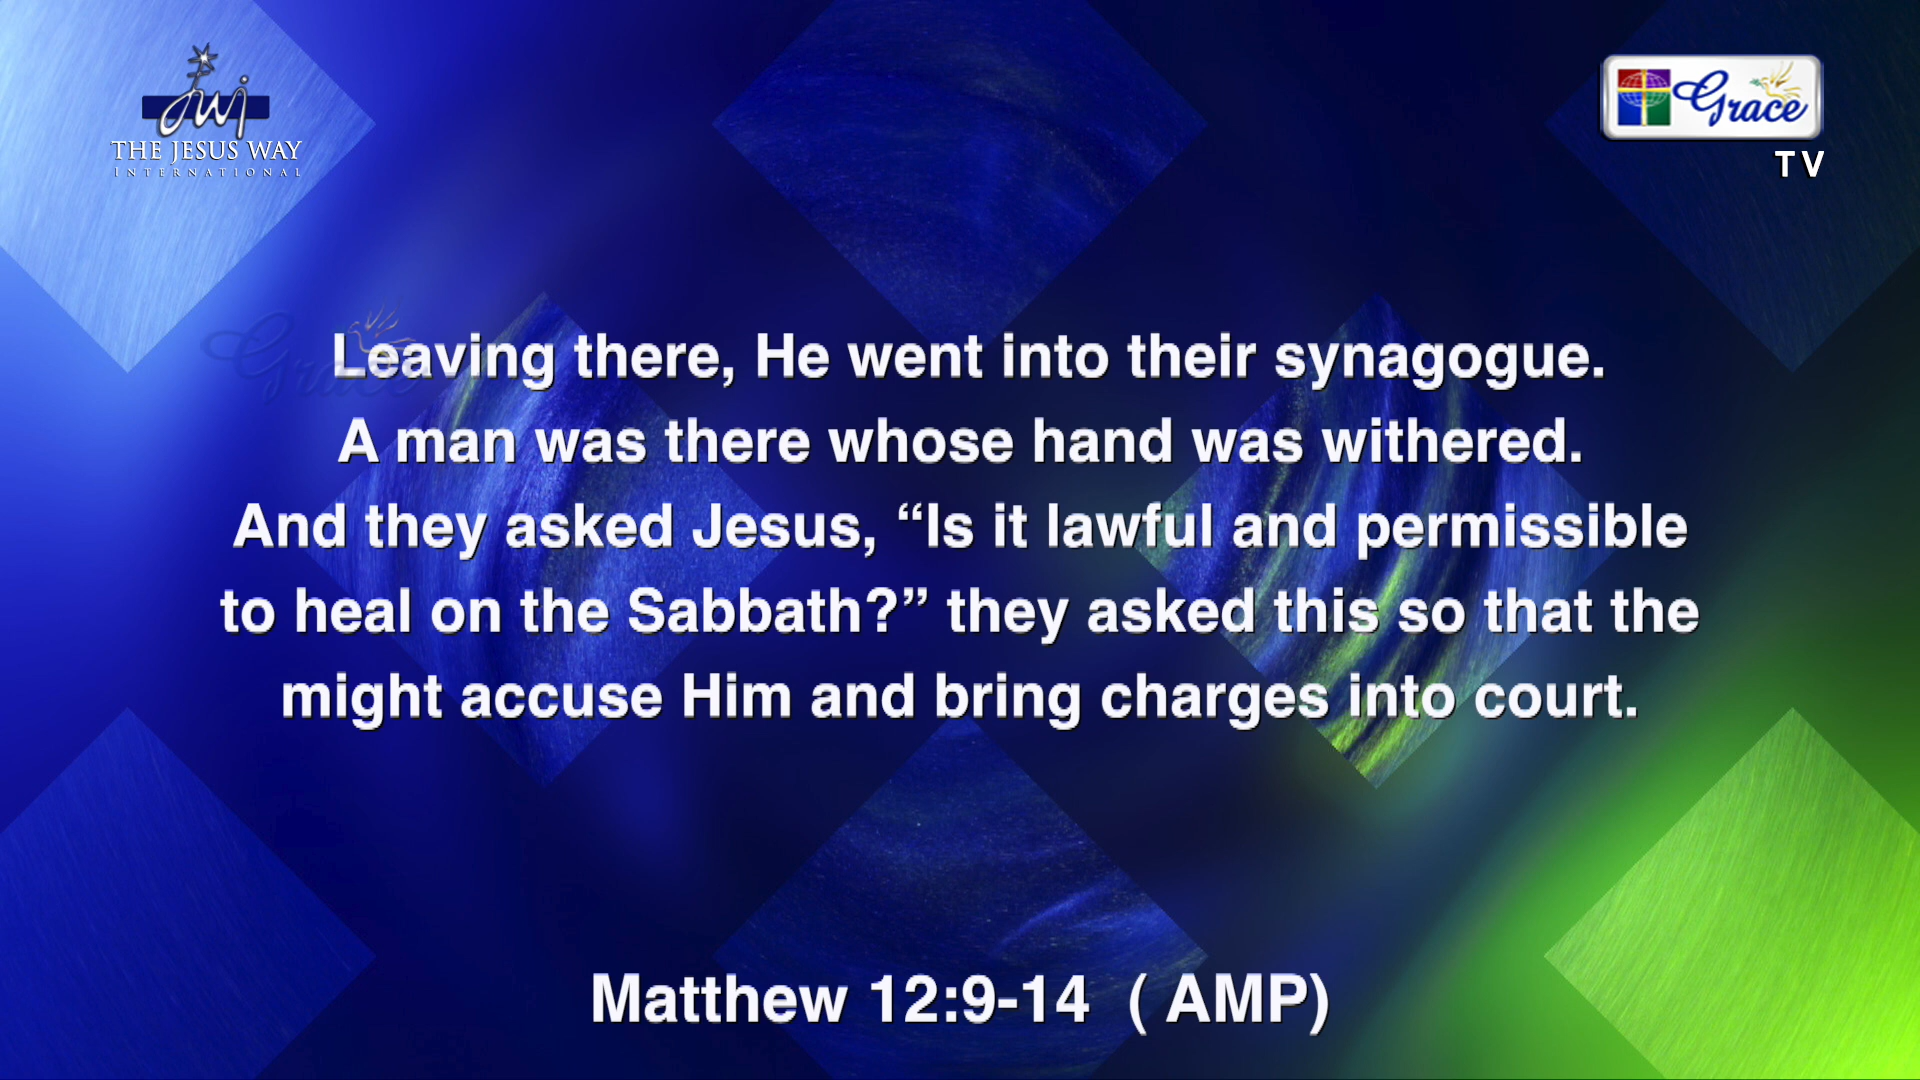 jwi
THE JESUS WAY
INTERNATIONAL
Grace
TV
Grace
Leaving there, He went into their synagogue.
A man was there whose hand was withered.
And they asked Jesus, “Is it lawful and permissible
to heal on the Sabbath?” they asked this so that the
might accuse Him and bring charges into court.
Matthew 12:9-14 ( AMP)